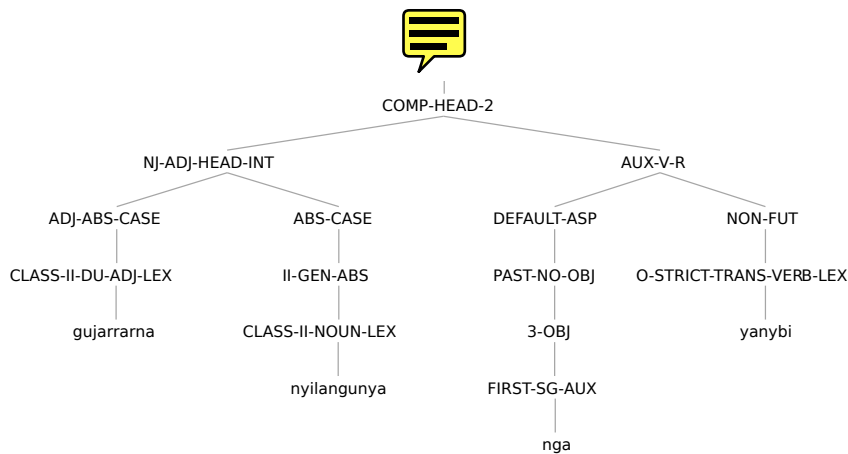 COMP-HEAD-2
NJ-ADJ-HEAD-INT AUX-V-R
ADJ-ABS-CASE ABS-CASE DEFAULT-ASP NON-FUT
CLASS-II-DU-ADJ-LEX II-GEN-ABS PAST-NO-OBJ O-STRICT-TRANS-VERB-LEX
gujarrarna CLASS-II-NOUN-LEX 3-OBJ yanybi
nyilangunya FIRST-SG-AUX
nga